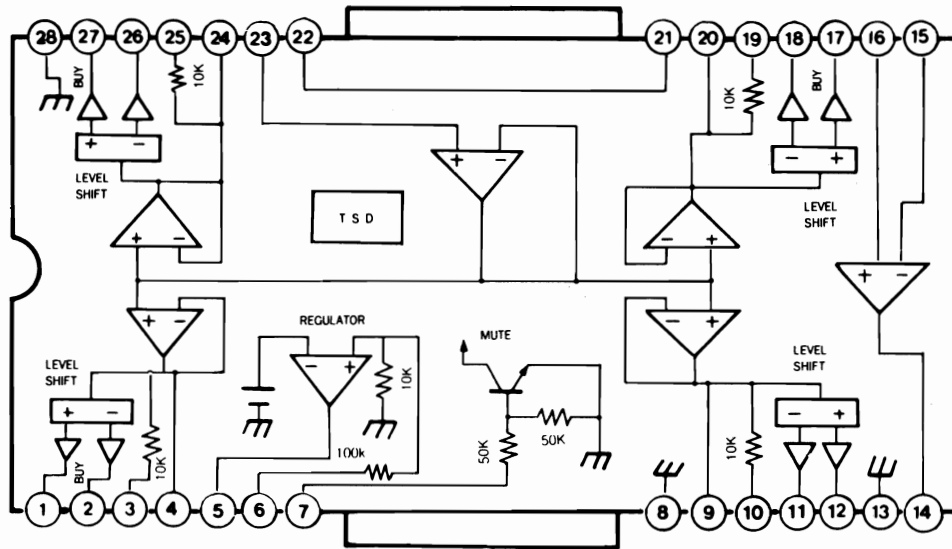 28 27 26 25 24 23 22 21 20 19 18 17 16 15
BUY
10K
10K
BUY
+ -
- +
+ -
LEVEL
SHIFT
LEVEL
SHIFT
T S D
+ -
- +
+ -
+ -
REGULATOR
MUTE
-
+
LEVEL
SHIFT
- +
10K
LEVEL
SHIFT
+ -
- +
BUY
10K
100k
50K
50K
10K
1 2 3 4 5 6 7 8 9 10 11 12 13 14